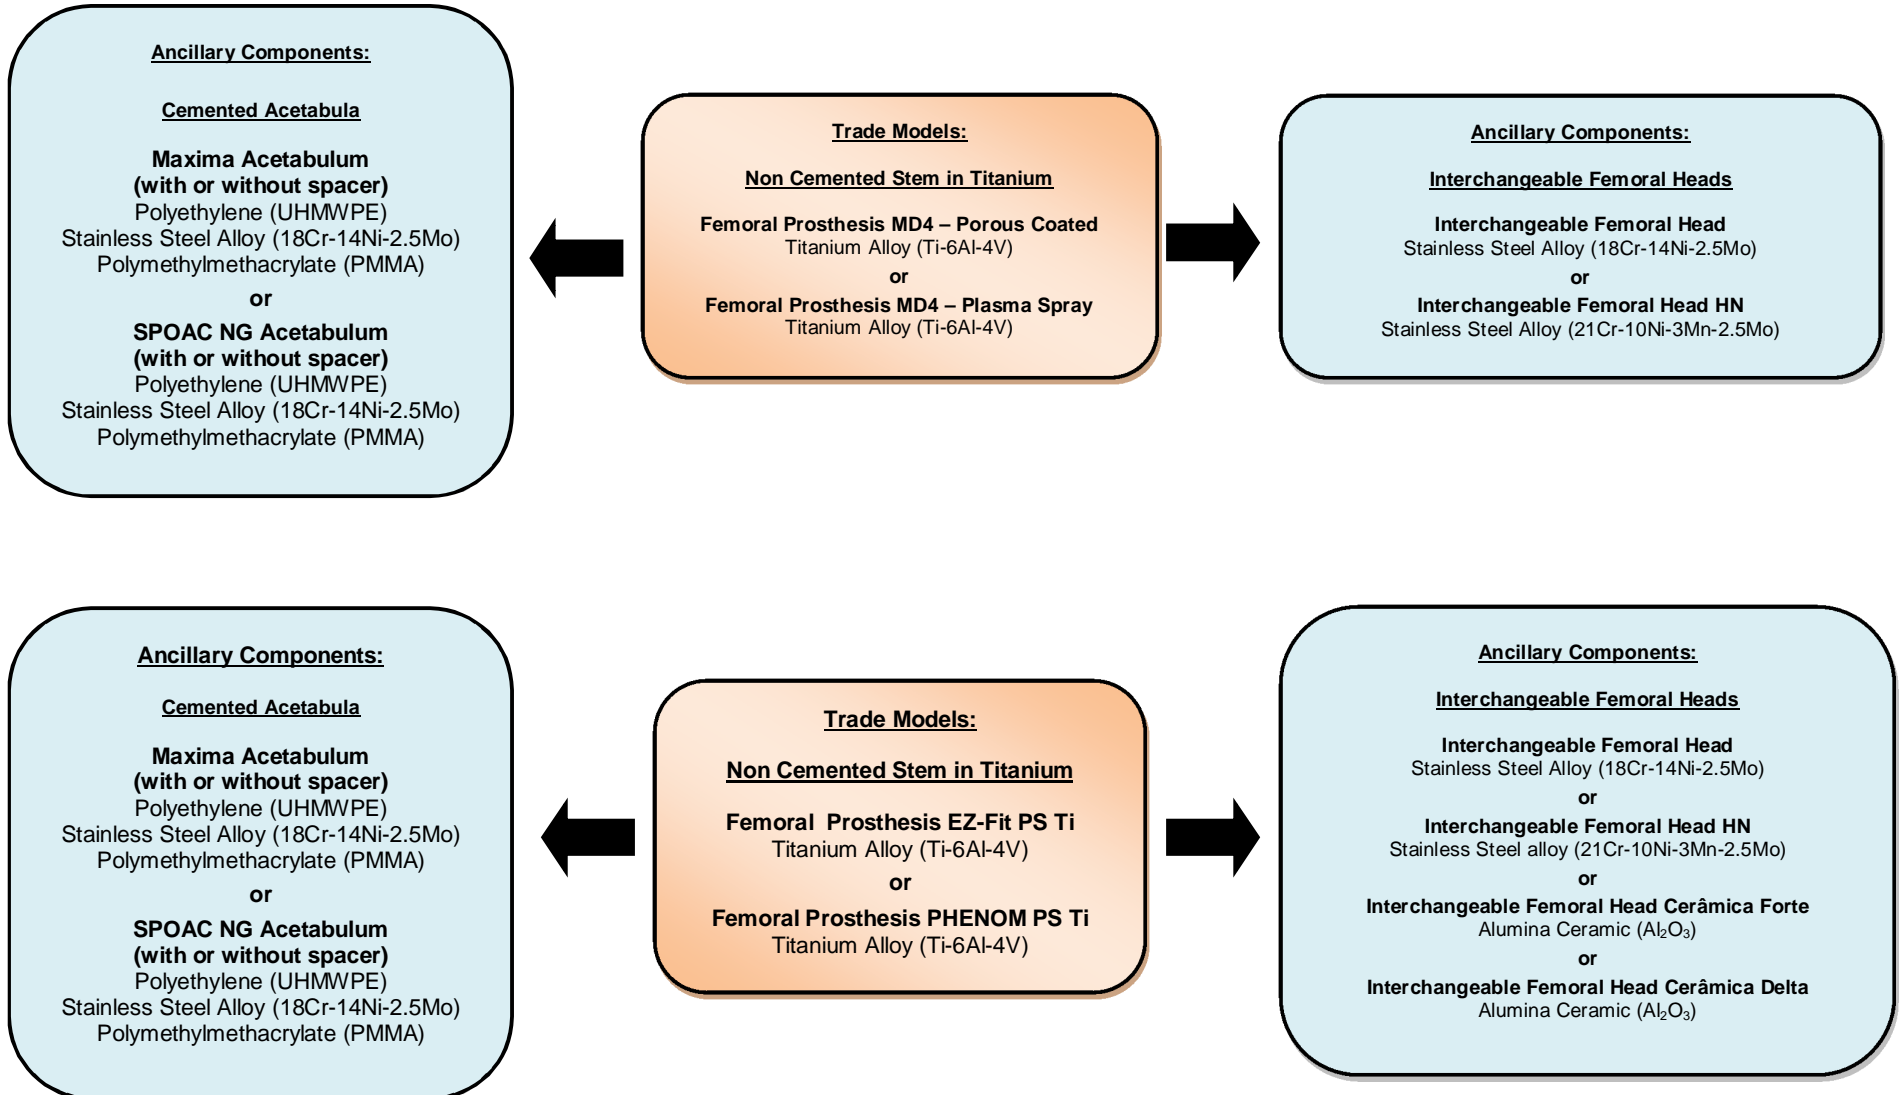 Ancillary Components:
Cemented Acetabula
Maxima Acetabulum
(with or without spacer)
Polyethylene (UHMWPE)
Stainless Steel Alloy (18Cr-14Ni-2.5Mo)
Polymethylmethacrylate (PMMA)
or
SPOAC NG Acetabulum
(with or without spacer)
Polyethylene (UHMWPE)
Stainless Steel Alloy (18Cr-14Ni-2.5Mo)
Polymethylmethacrylate (PMMA)
Trade Models:
Non Cemented Stem in Titanium
Femoral Prosthesis MD4 – Porous Coated
Titanium Alloy (Ti-6Al-4V)
or
Femoral Prosthesis MD4 – Plasma Spray
Titanium Alloy (Ti-6Al-4V)
Ancillary Components:
Interchangeable Femoral Heads
Interchangeable Femoral Head
Stainless Steel Alloy (18Cr-14Ni-2.5Mo)
or
Interchangeable Femoral Head HN
Stainless Steel Alloy (21Cr-10Ni-3Mn-2.5Mo)
Ancillary Components:
Cemented Acetabula
Maxima Acetabulum
(with or without spacer)
Polyethylene (UHMWPE)
Stainless Steel Alloy (18Cr-14Ni-2.5Mo)
Polymethylmethacrylate (PMMA)
or
SPOAC NG Acetabulum
(with or without spacer)
Polyethylene (UHMWPE)
Stainless Steel Alloy (18Cr-14Ni-2.5Mo)
Polymethylmethacrylate (PMMA)
Trade Models:
Non Cemented Stem in Titanium
Femoral  Prosthesis EZ-Fit PS Ti
Titanium Alloy (Ti-6Al-4V)
or
Femoral Prosthesis PHENOM PS Ti
Titanium Alloy (Ti-6Al-4V)
Ancillary Components:
Interchangeable Femoral Heads
Interchangeable Femoral Head
Stainless Steel Alloy (18Cr-14Ni-2.5Mo)
or
Interchangeable Femoral Head HN
Stainless Steel alloy (21Cr-10Ni-3Mn-2.5Mo)
or
Interchangeable Femoral Head Cerâmica Forte
Alumina Ceramic (Al₂O₃)
or
Interchangeable Femoral Head Cerâmica Delta
Alumina Ceramic (Al₂O₃)